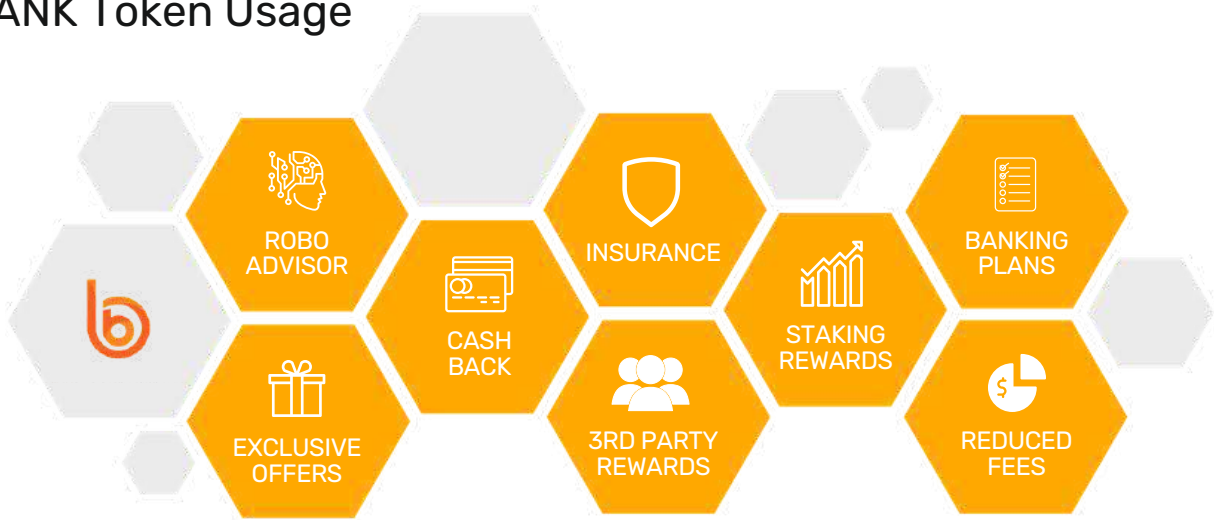 ANK Token Usage
ROBO
ADVISOR
INSURANCE
BANKING
PLANS
CASH
BACK
STAKING
REWARDS
EXCLUSIVE
OFFERS
3RD PARTY
REWARDS
REDUCED
FEES